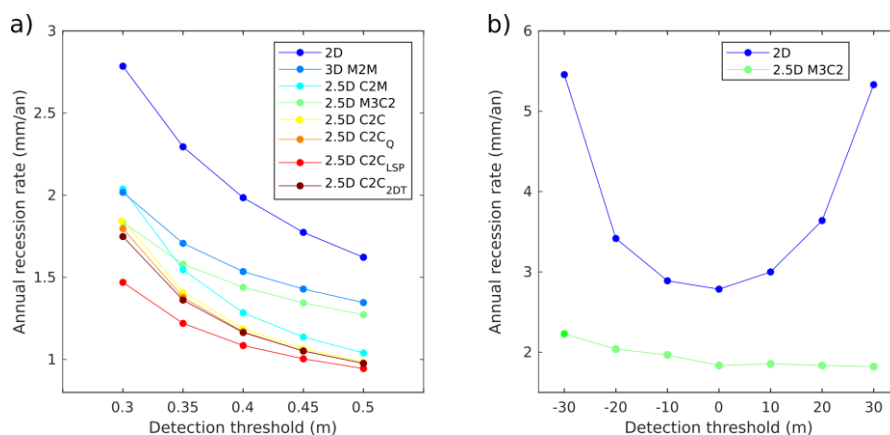 a)
3
2.5
2
1.5
1
Annual recession rate (mm/an)
0.3 0.35 0.4 0.45 0.5
Detection threshold (m)
2D
3D M2M
2.5D C2M
2.5D M3C2
2.5D C2C
2.5D C2CQ
2.5D C2CLSP
2.5D C2C2DT
b)
6
5
4
3
2
Annual recession rate (mm/an)
-30 -20 -10 0 10 20 30
Detection threshold (m)
2D
2.5D M3C2